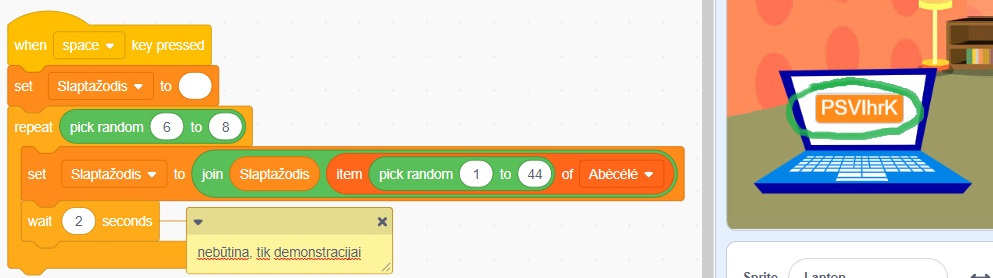 when space key pressed
set Slaptažodis to
repeat pick random 6 to 8
set Slaptažodis to join Slaptažodis item pick random 1 to 44 of Abėcėlė
wait 2 seconds
nebūtina, tik demonstracijai
PSVIhrK
Sprite Laptop